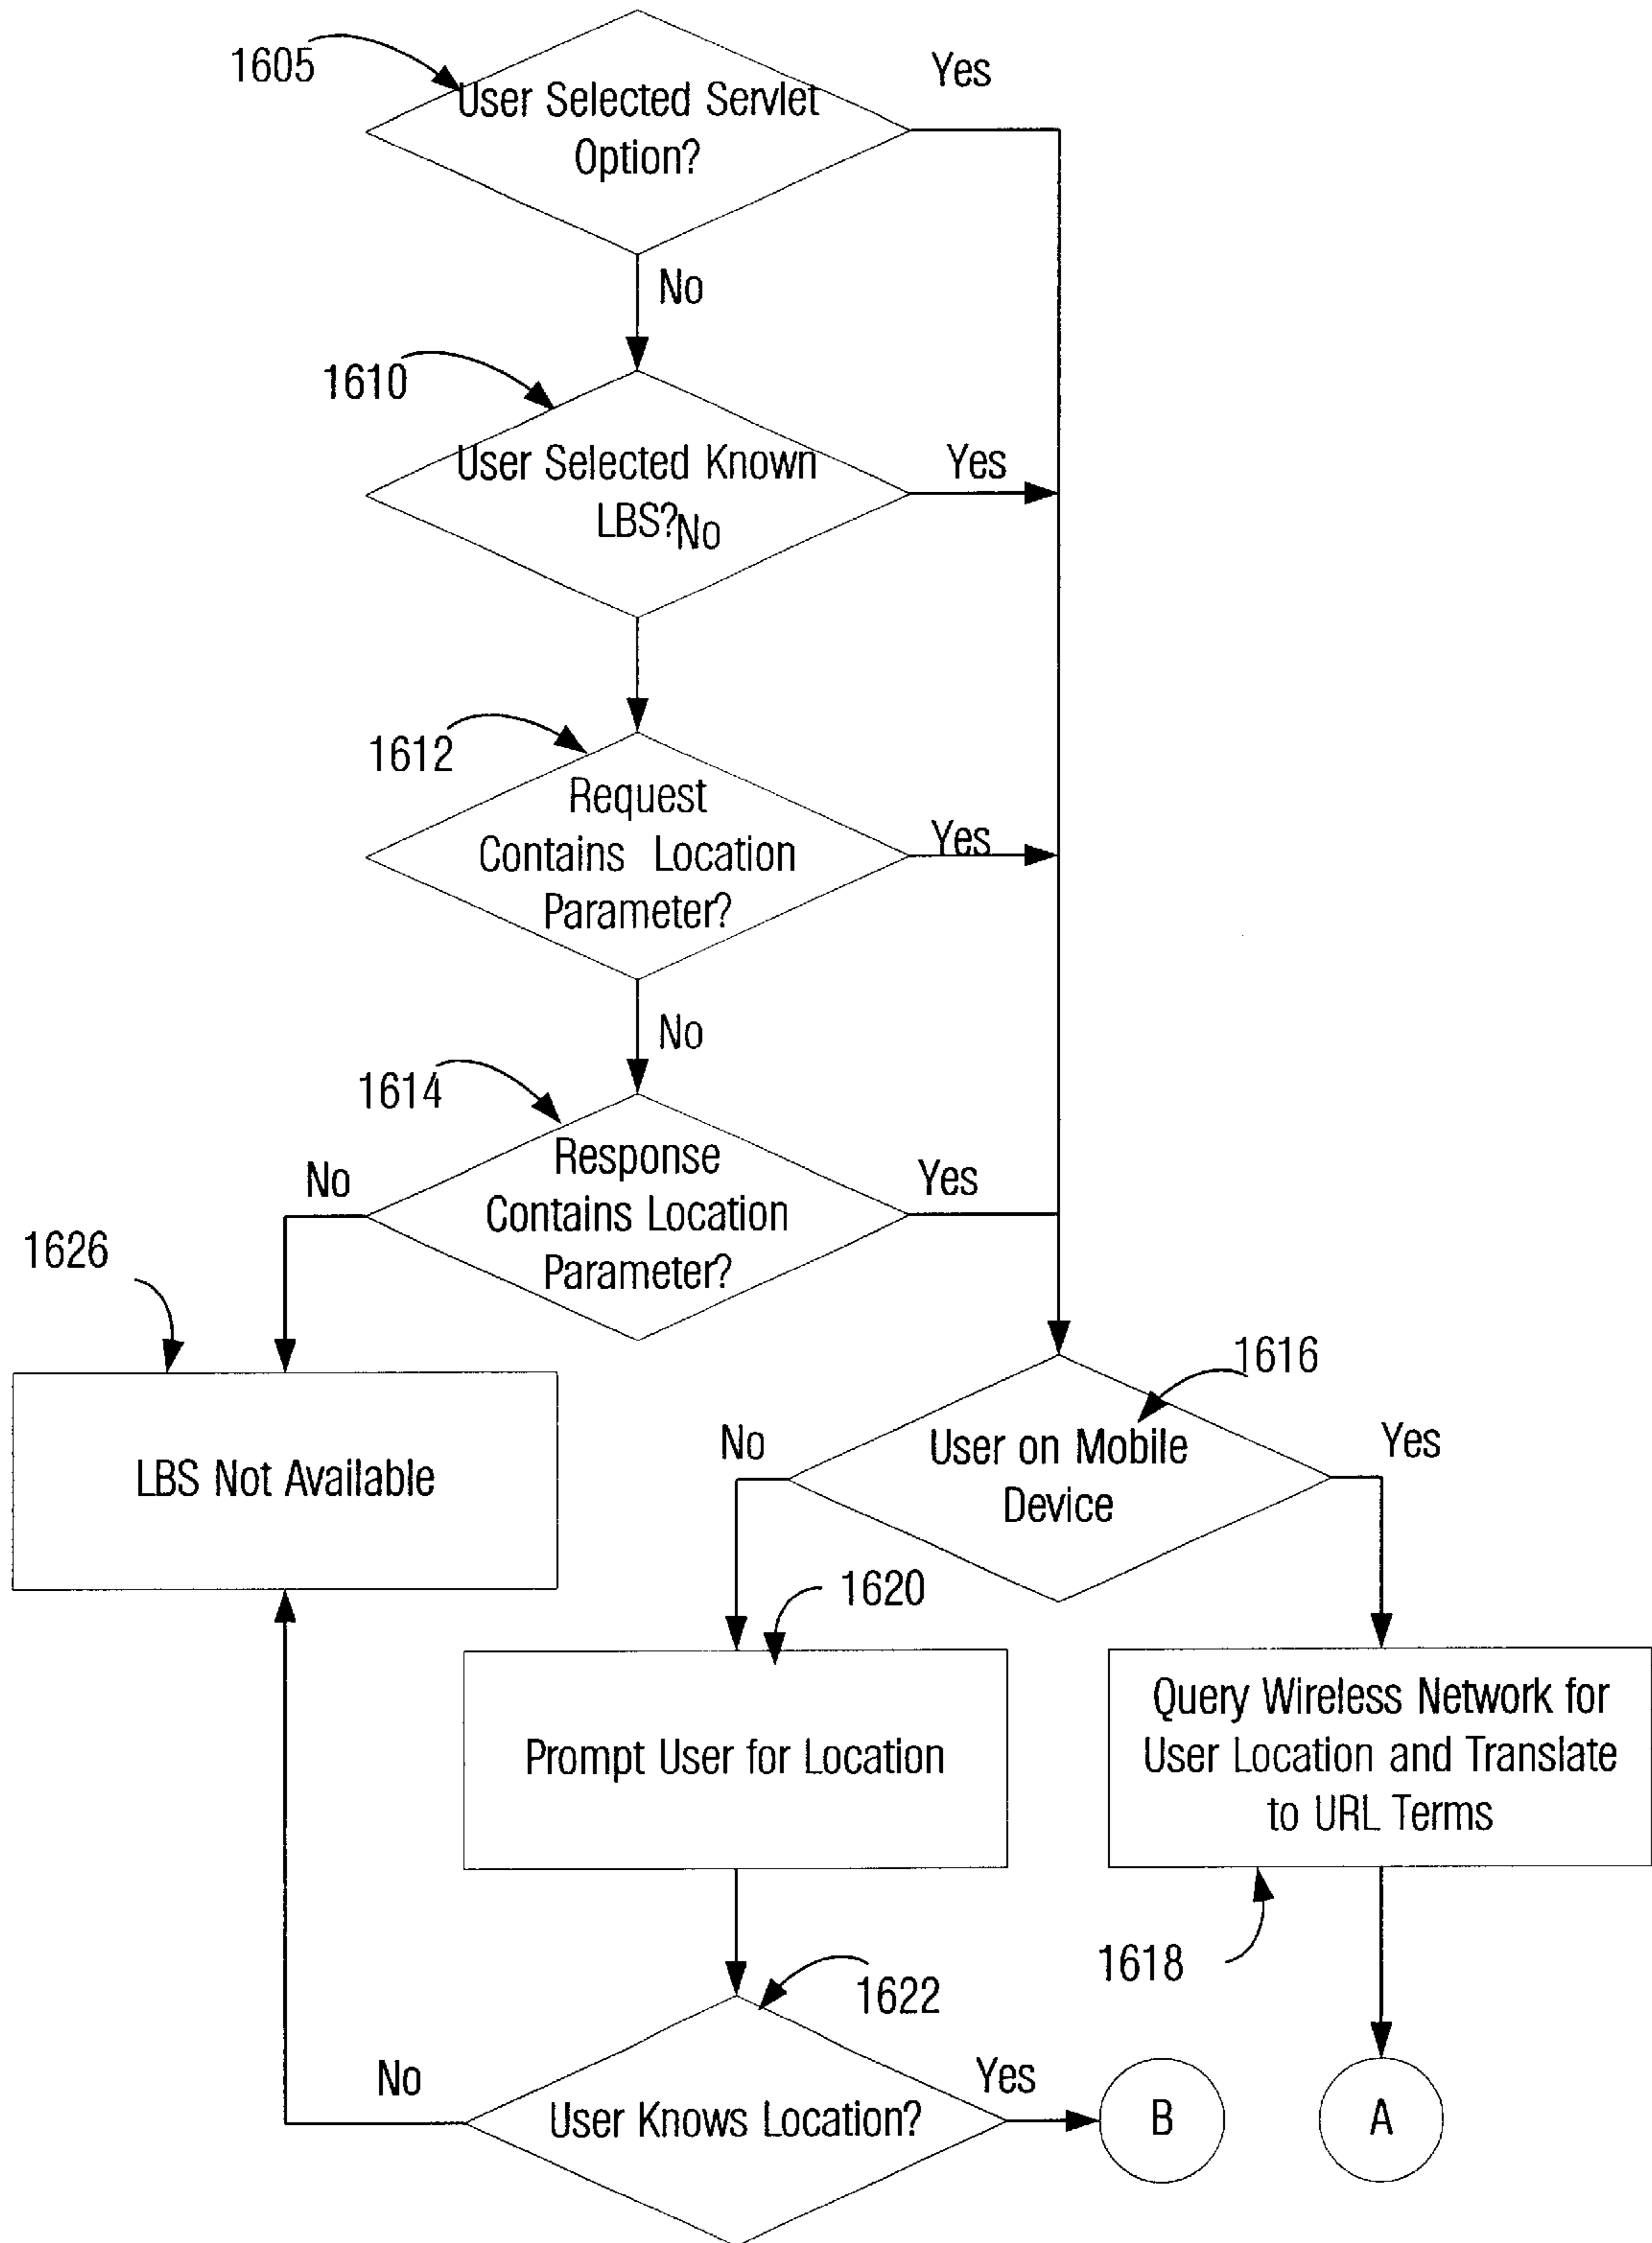 1605
User Selected Servlet
Option?
Yes
No
1610
User Selected Known
LBS?
No
Yes
1612
Request
Contains Location
Parameter?
Yes
No
1614
Response
Contains Location
Parameter?
No
Yes
1626
LBS Not Available
1616
User on Mobile
Device
No
Yes
1620
Prompt User for Location
Query Wireless Network for
User Location and Translate
to URL Terms
1618
1622
User Knows Location?
No
Yes
B
A